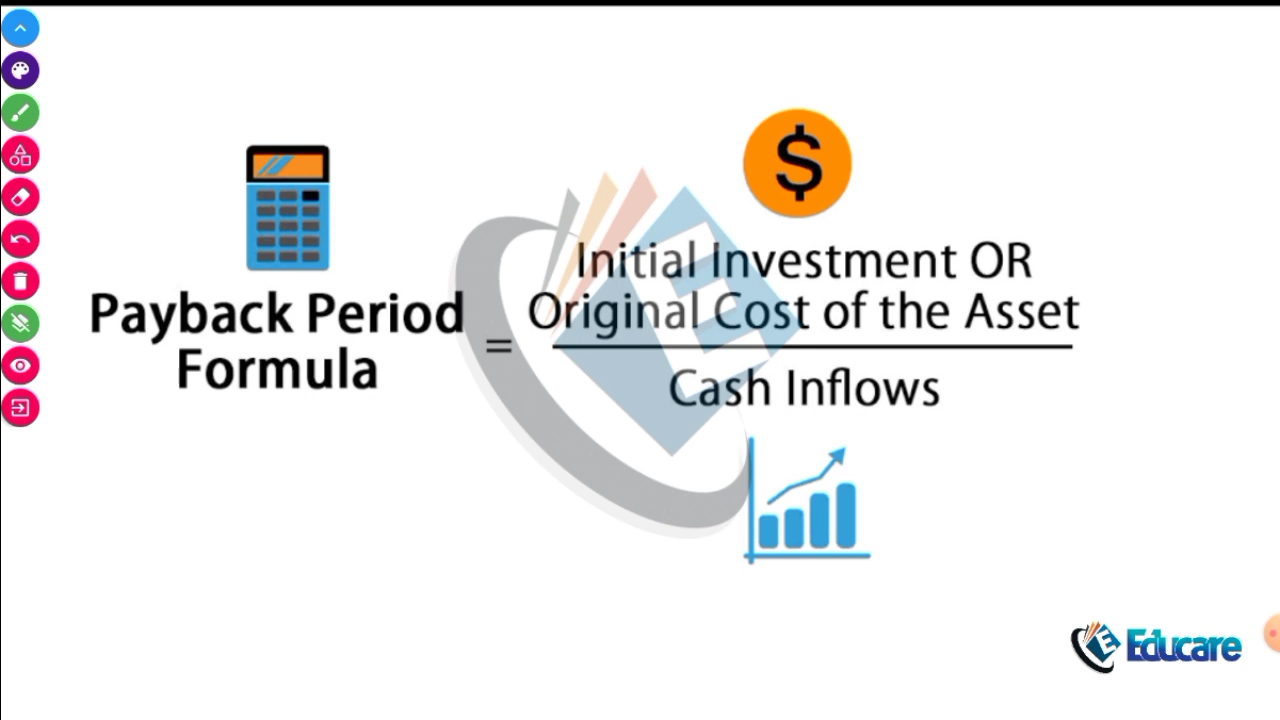 Payback Period
Formula
=
Initial Investment OR
Original Cost of the Asset
Cash Inflows
$
E
E Educare